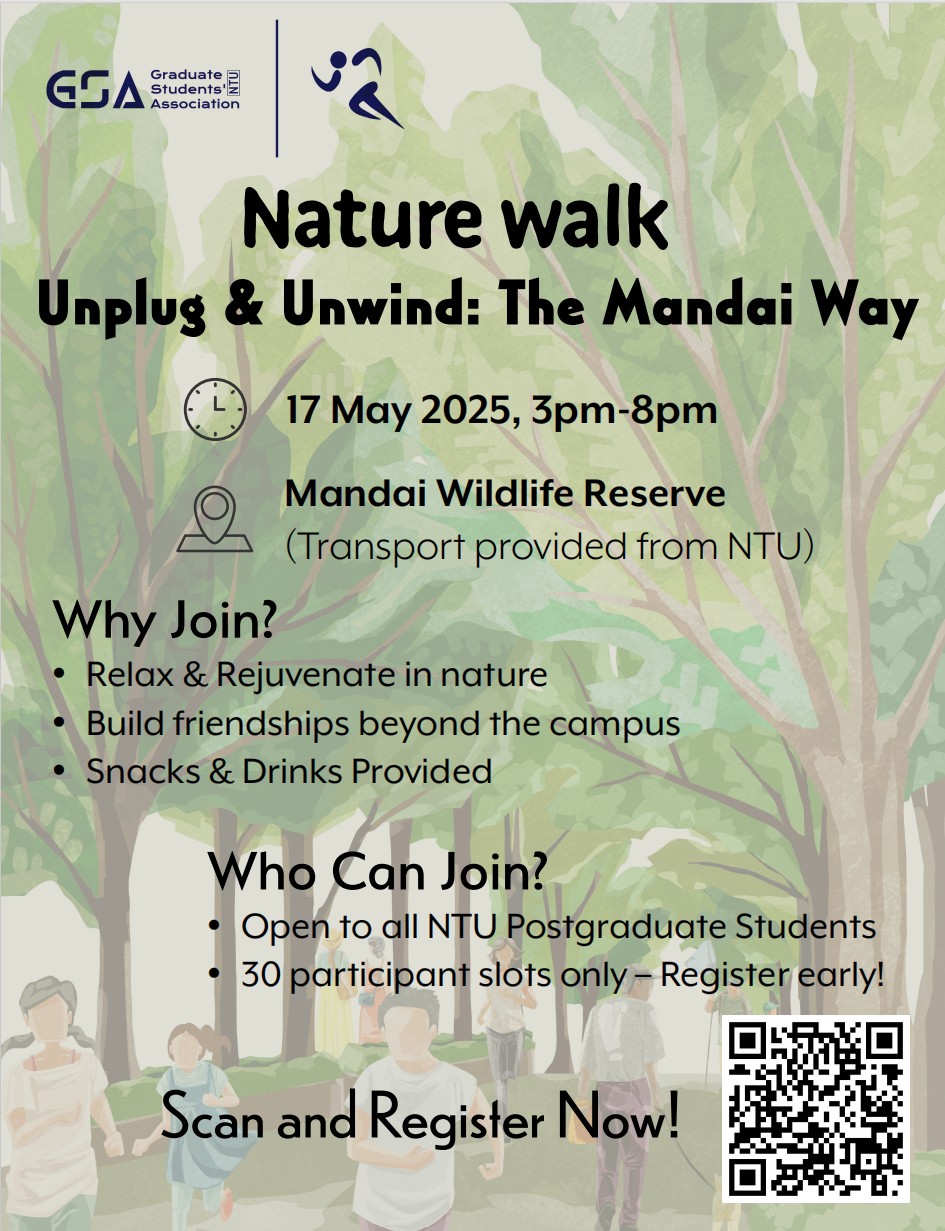 GSA
Graduate
Students'
Association
NTU
Nature walk
Unplug & Unwind: The Mandai Way
17 May 2025, 3pm-8pm
Mandai Wildlife Reserve
(Transport provided from NTU)
Why Join?
• Relax & Rejuvenate in nature
• Build friendships beyond the campus
• Snacks & Drinks Provided
Who Can Join?
• Open to all NTU Postgraduate Students
• 30 participant slots only – Register early!
Scan and Register Now!